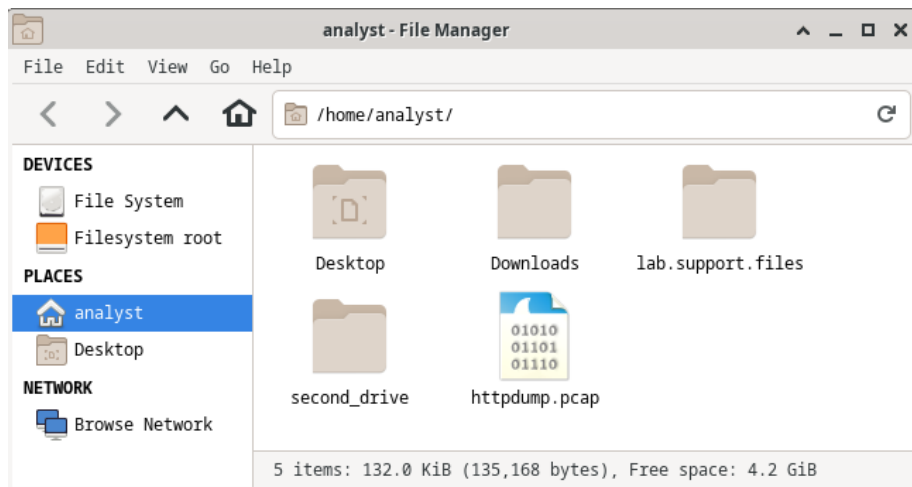 analyst - File Manager
File Edit View Go Help
/home/analyst/
DEVICES
File System
Filesystem root
PLACES
analyst
Desktop
NETWORK
Browse Network
Desktop Downloads lab.support.files
01010
01101
01110
second_drive httpdump.pcap
5 items: 132.0 KiB (135,168 bytes), Free space: 4.2 GiB